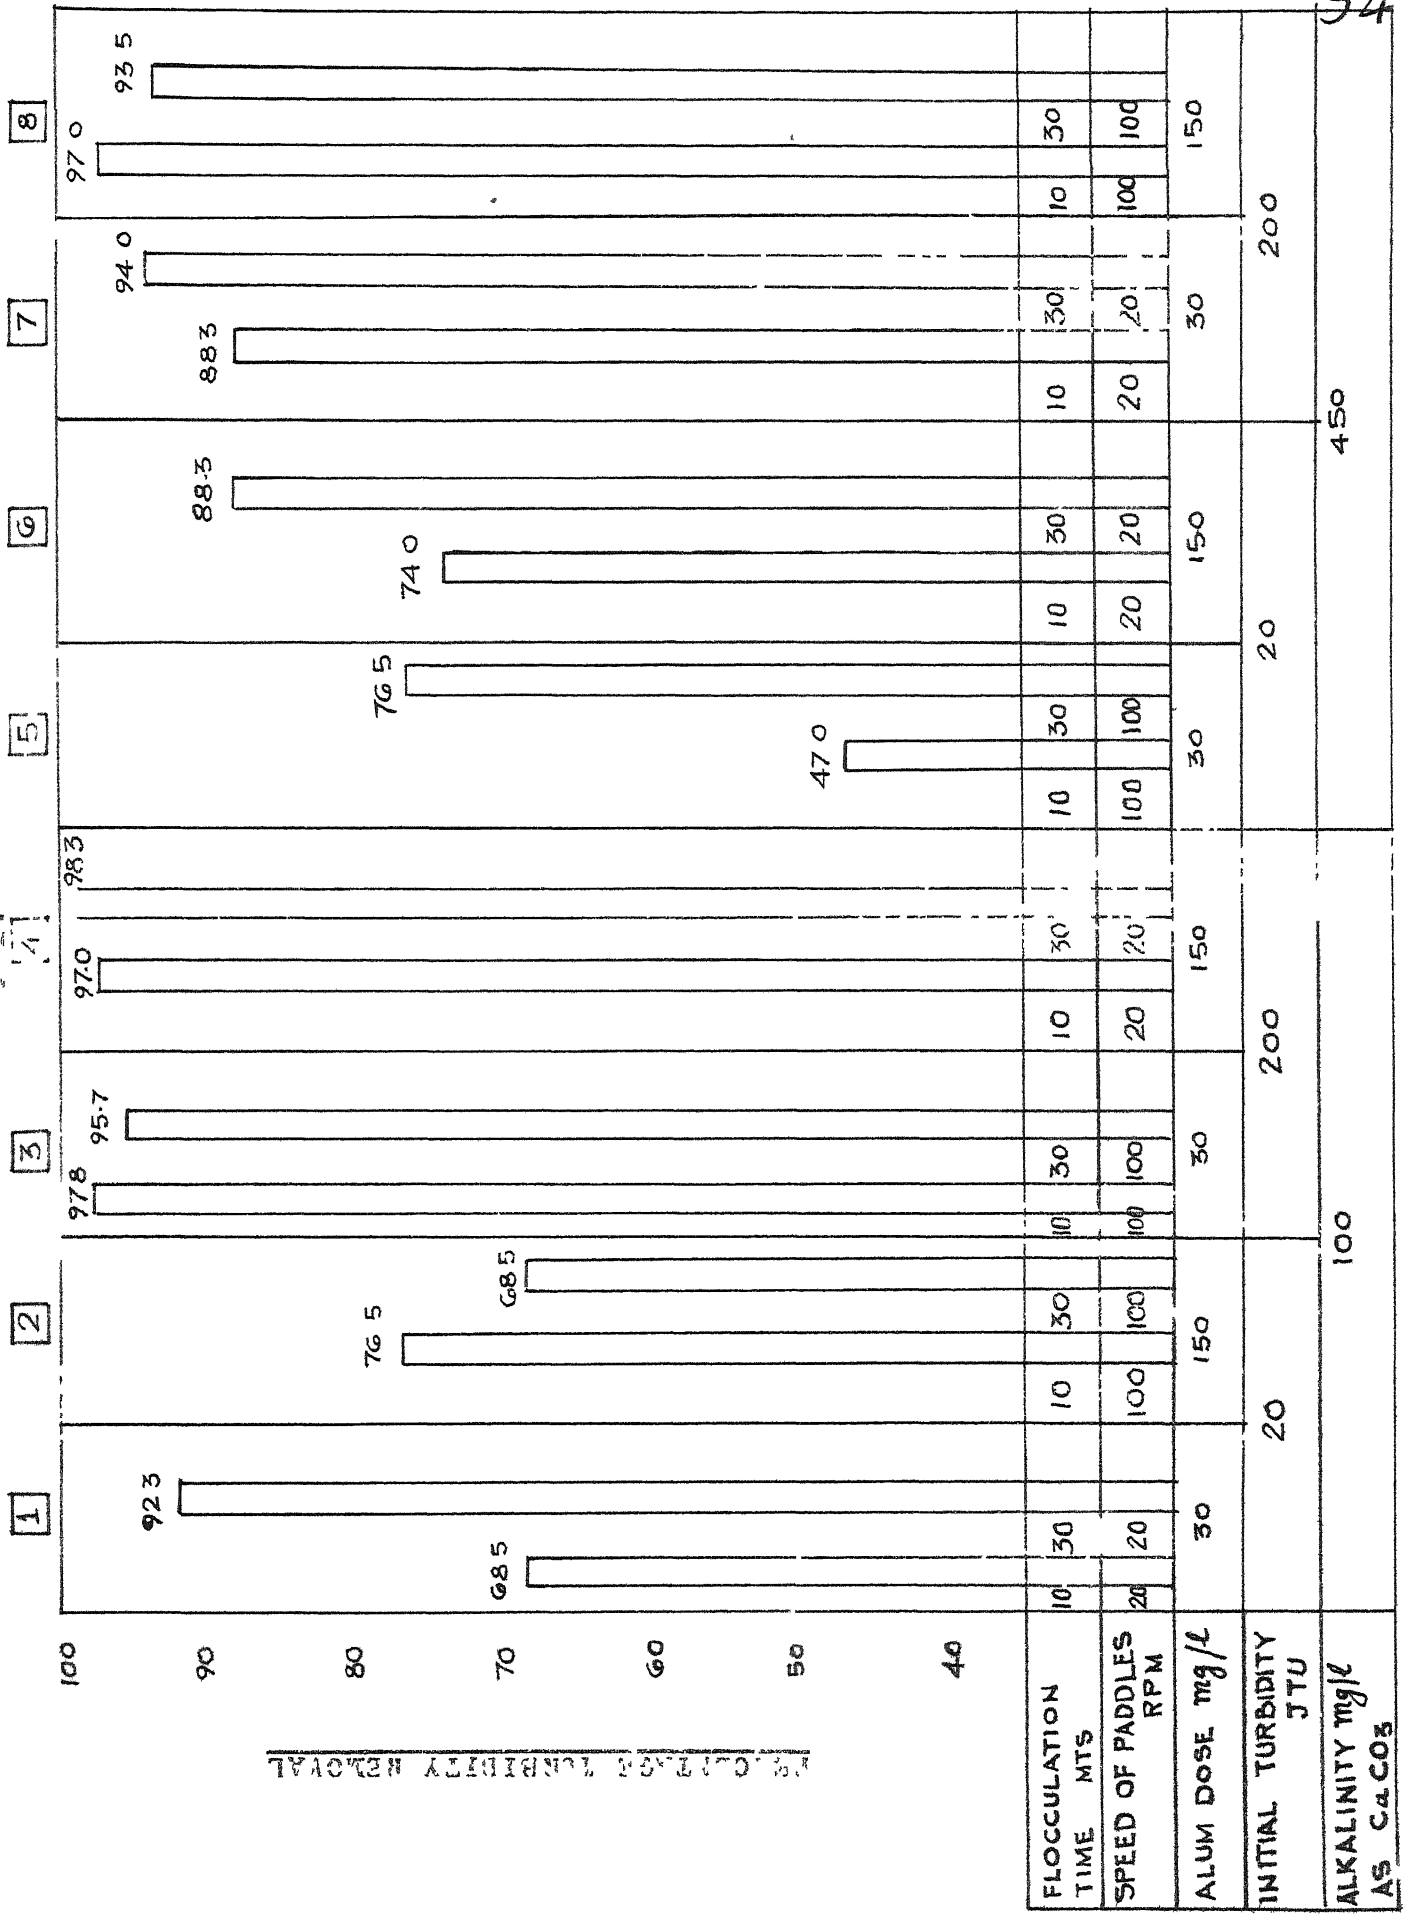 1 2 3 4 5 6 7 8
100
90
80
70
60
50
40
TURBIDITY REMOVAL
68 5 92 3 76 5 68 5 97 8 95.7 97.0 98 3 47 0 76 5 74 0 88.3 88 3 94 0 97 0 93 5
FLOCCULATION
TIME MTS
10 30 10 30 10 30 10 30 10 30 10 30 10 30 10 30
SPEED OF PADDLES
RPM
20 20 100 100 100 100 20 20 100 100 20 20 20 20 100 100
ALUM DOSE mg/l
30 150 30 150 30 150 30 150
INITIAL TURBIDITY
JTU
20 200 20 200
ALKALINITY mg/l
AS CaCO3
100 450